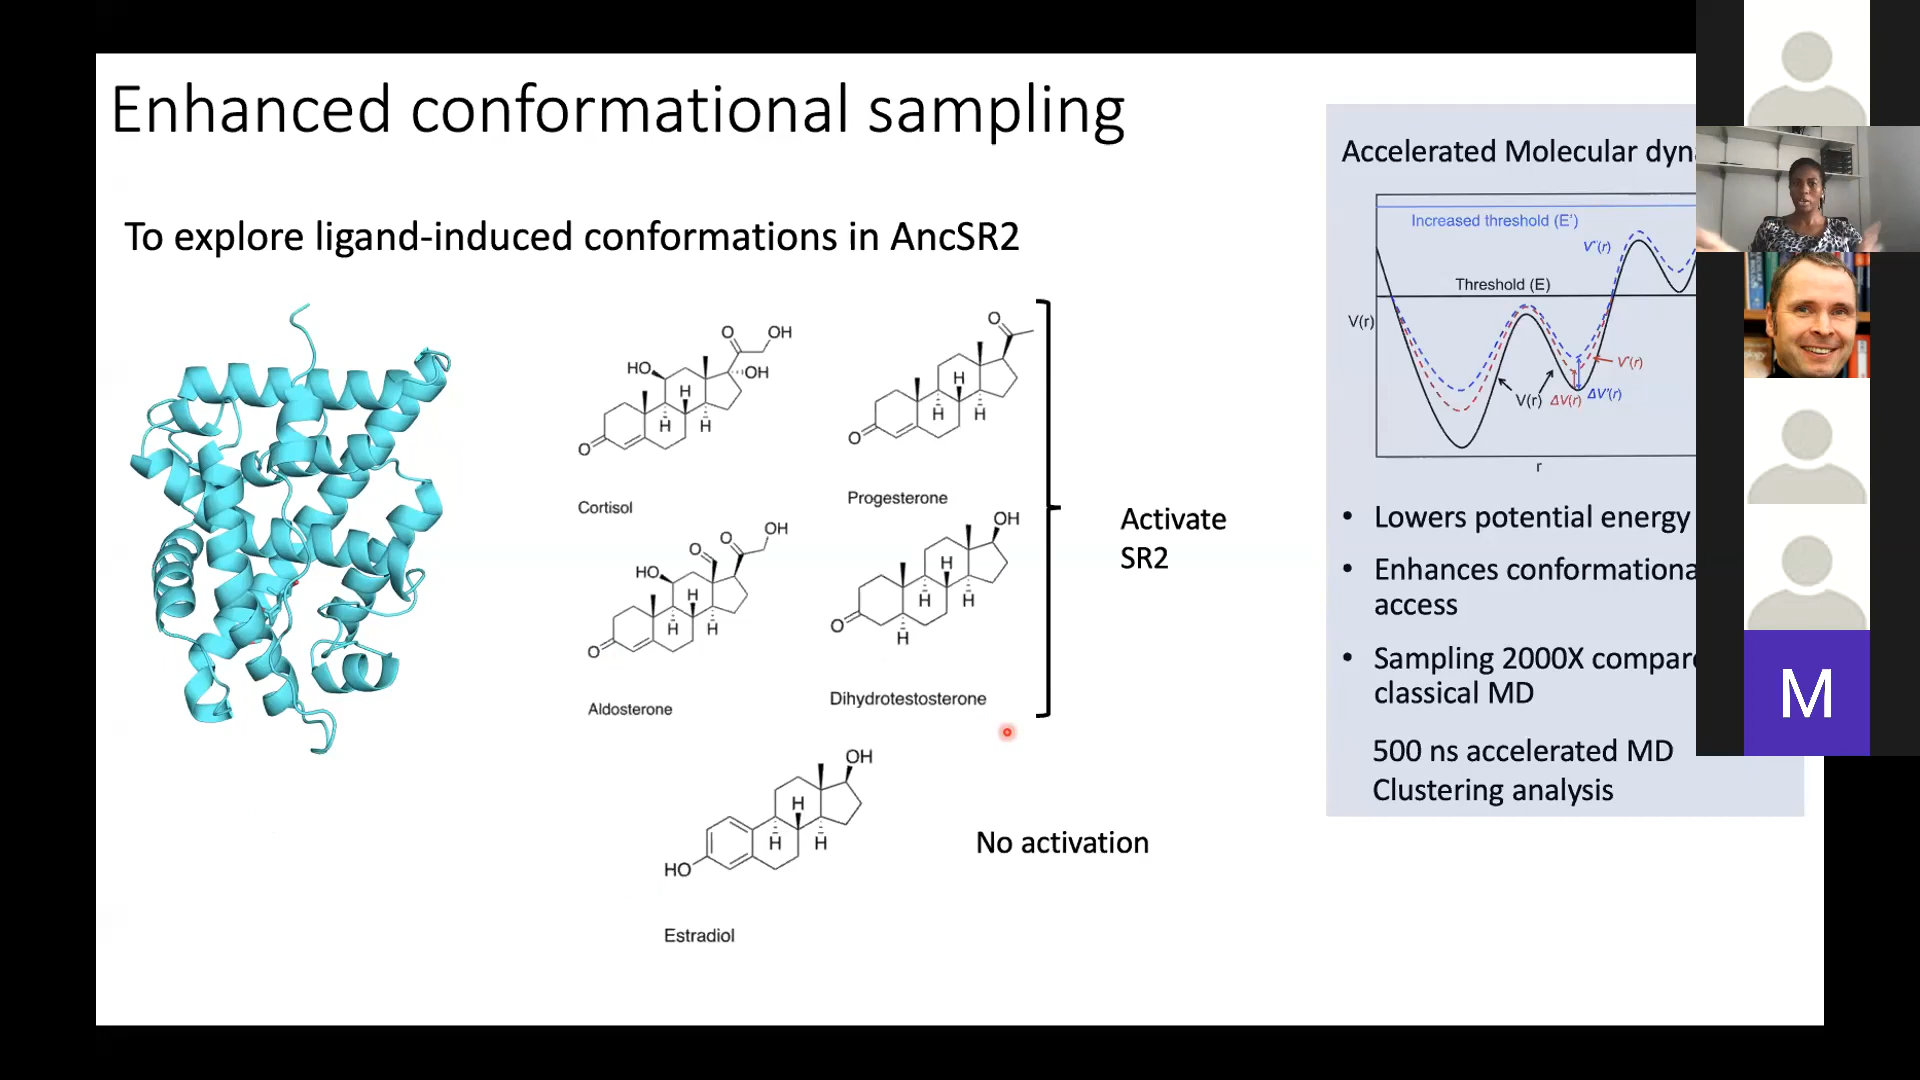 Enhanced conformational sampling
To explore ligand-induced conformations in AncSR2
O OH
HO OH
H
H H
O
Cortisol
O
H
H H
O
Progesterone
O O OH
HO
H
H H
O
Aldosterone
OH
H
H H
O
H
Dihydrotestosterone
Activate
SR2
OH
H
H H
HO
Estradiol
No activation
Accelerated Molecular dyn
Increased threshold (E')
Threshold (E)
V(r)
V(r)
ΔV(r)
r
• Lowers potential energy
• Enhances conformationa
access
• Sampling 2000X compar
classical MD
500 ns accelerated MD
Clustering analysis
M